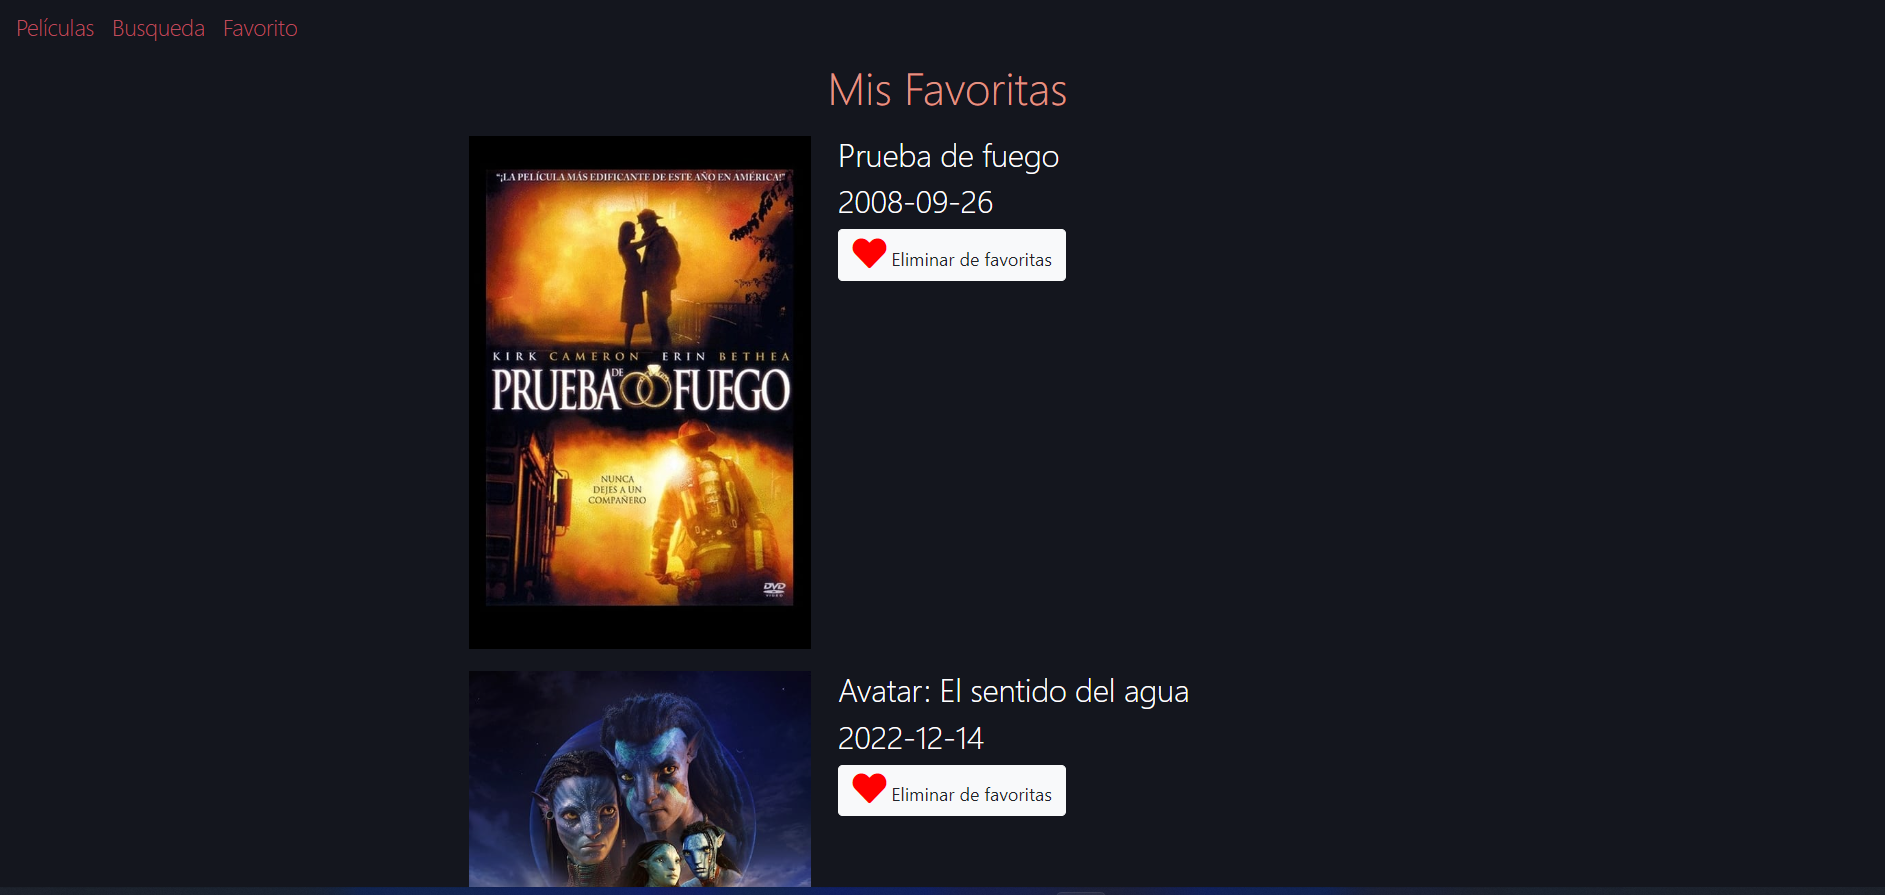 Películas Busqueda Favorito
Mis Favoritas
"¡LA PELÍCULA MÁS EDIFICANTE DE ESTE AÑO EN AMÉRICA!"
KIRK CAMERON ERIN BETHEA
PRUEBA DE FUEGO
NUNCA
DEJES A UN
COMPAÑERO
DVD
VIDEO
Prueba de fuego
2008-09-26
Eliminar de favoritas
Avatar: El sentido del agua
2022-12-14
Eliminar de favoritas